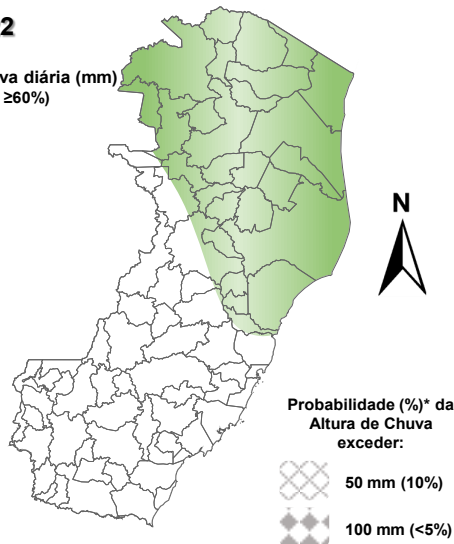 2
va diária (mm)
≥60%)
N
Probabilidade (%)* da
Altura de Chuva
exceder:
50 mm (10%)
100 mm (<5%)